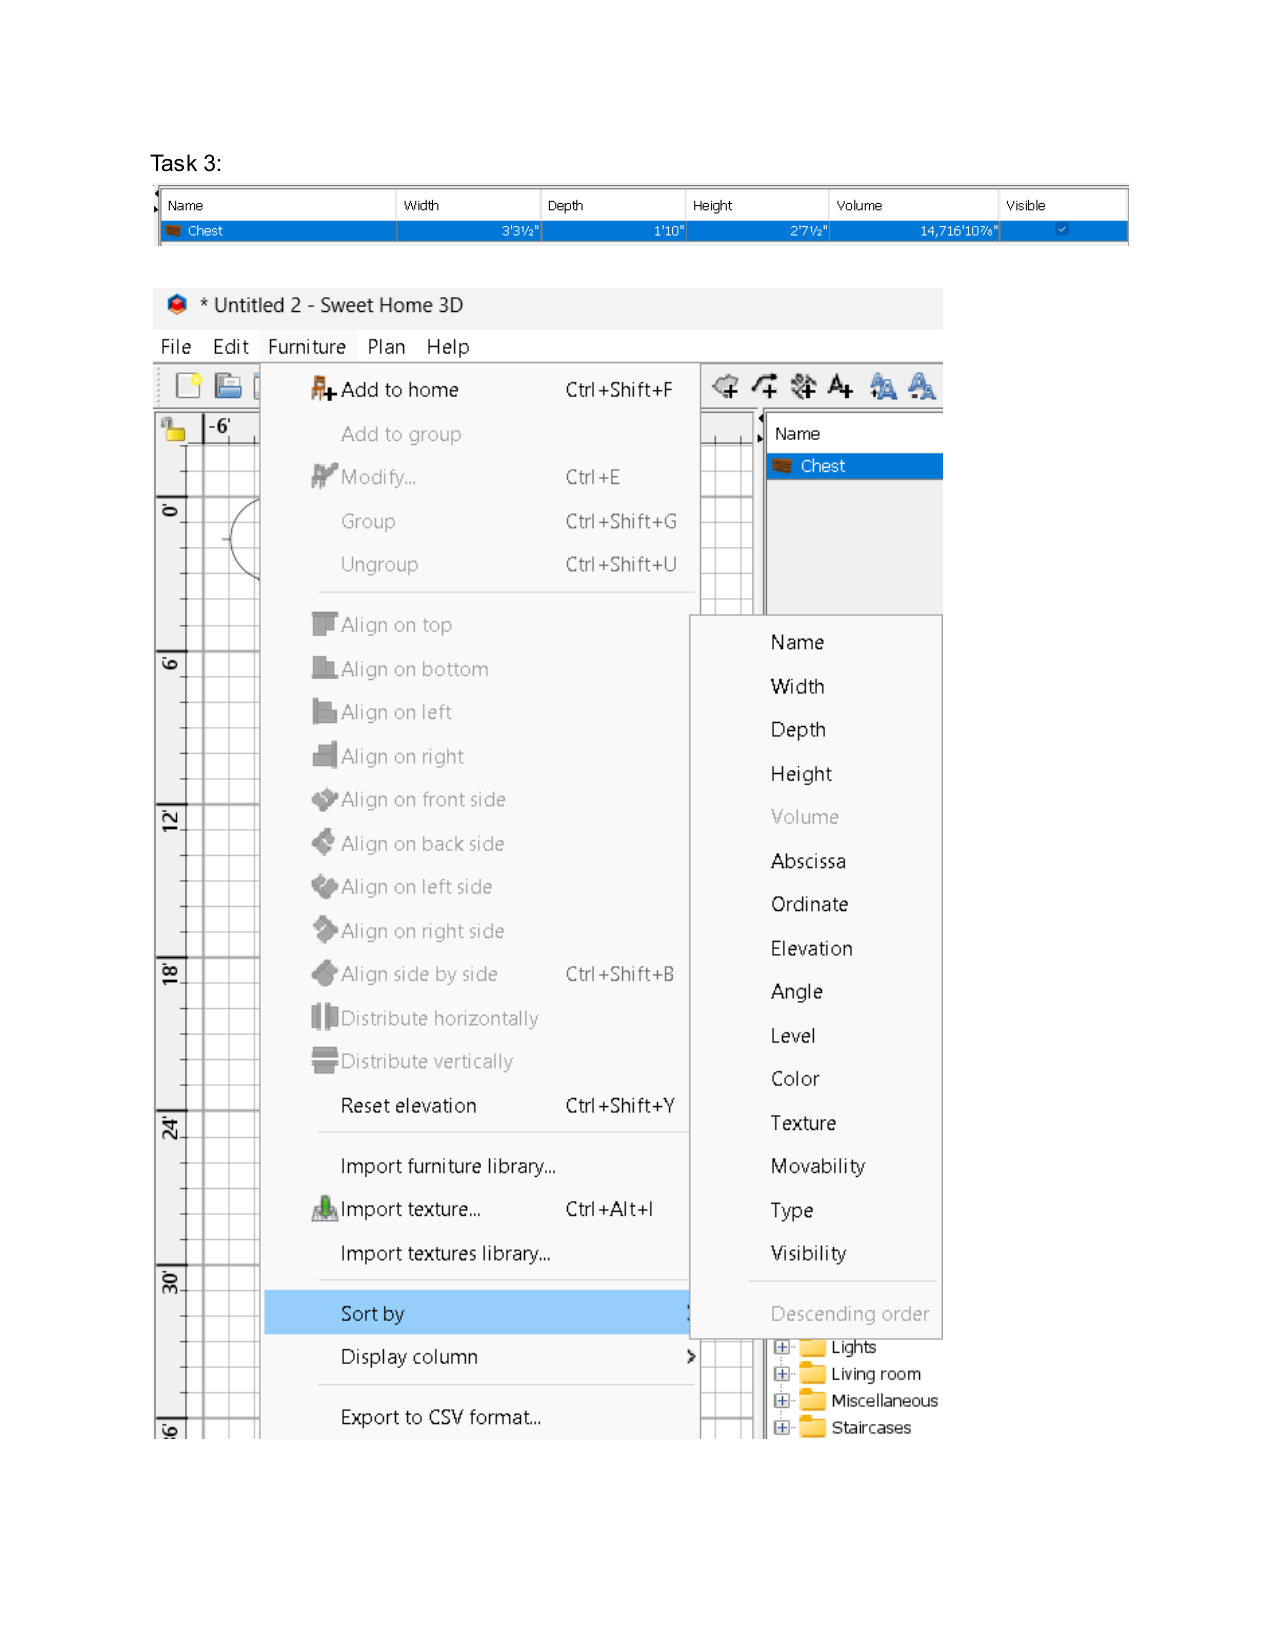 Task 3:
Name Width Depth Height Volume Visible
Chest 3'3½" 1'10" 2'7½" 14,716'10⅞"
* Untitled 2 - Sweet Home 3D
File Edit Furniture Plan Help
Add to home Ctrl+Shift+F
Add to group
Modify... Ctrl+E
Group Ctrl+Shift+G
Ungroup Ctrl+Shift+U
Align on top
Align on bottom
Align on left
Align on right
Align on front side
Align on back side
Align on left side
Align on right side
Align side by side Ctrl+Shift+B
Distribute horizontally
Distribute vertically
Reset elevation Ctrl+Shift+Y
Import furniture library...
Import texture... Ctrl+Alt+I
Import textures library...
Sort by
Display column
Export to CSV format...
-6'
0'
6'
12'
18'
24'
30'
Name
Chest
Name
Width
Depth
Height
Volume
Abscissa
Ordinate
Elevation
Angle
Level
Color
Texture
Movability
Type
Visibility
Descending order
Lights
Living room
Miscellaneous
Staircases